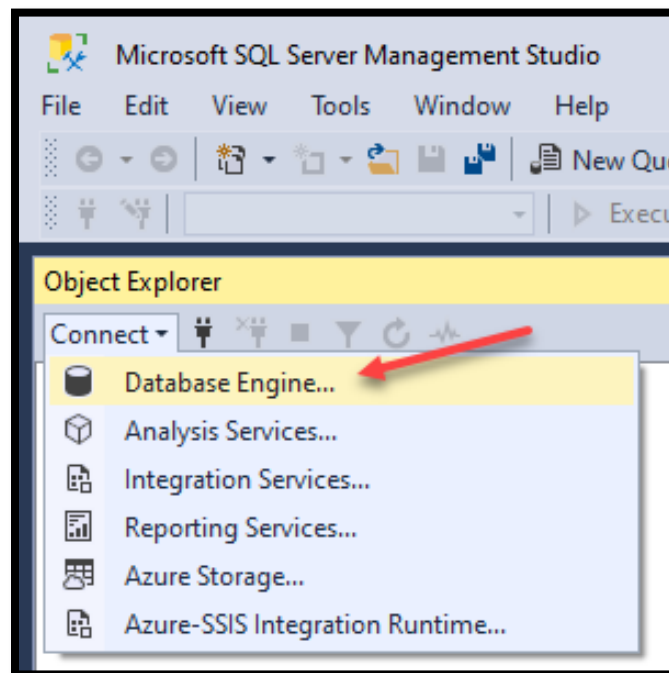 Microsoft SQL Server Management Studio
File Edit View Tools Window Help
New Qu
Execu
Object Explorer
Connect
Database Engine...
Analysis Services...
Integration Services...
Reporting Services...
Azure Storage...
Azure-SSIS Integration Runtime...